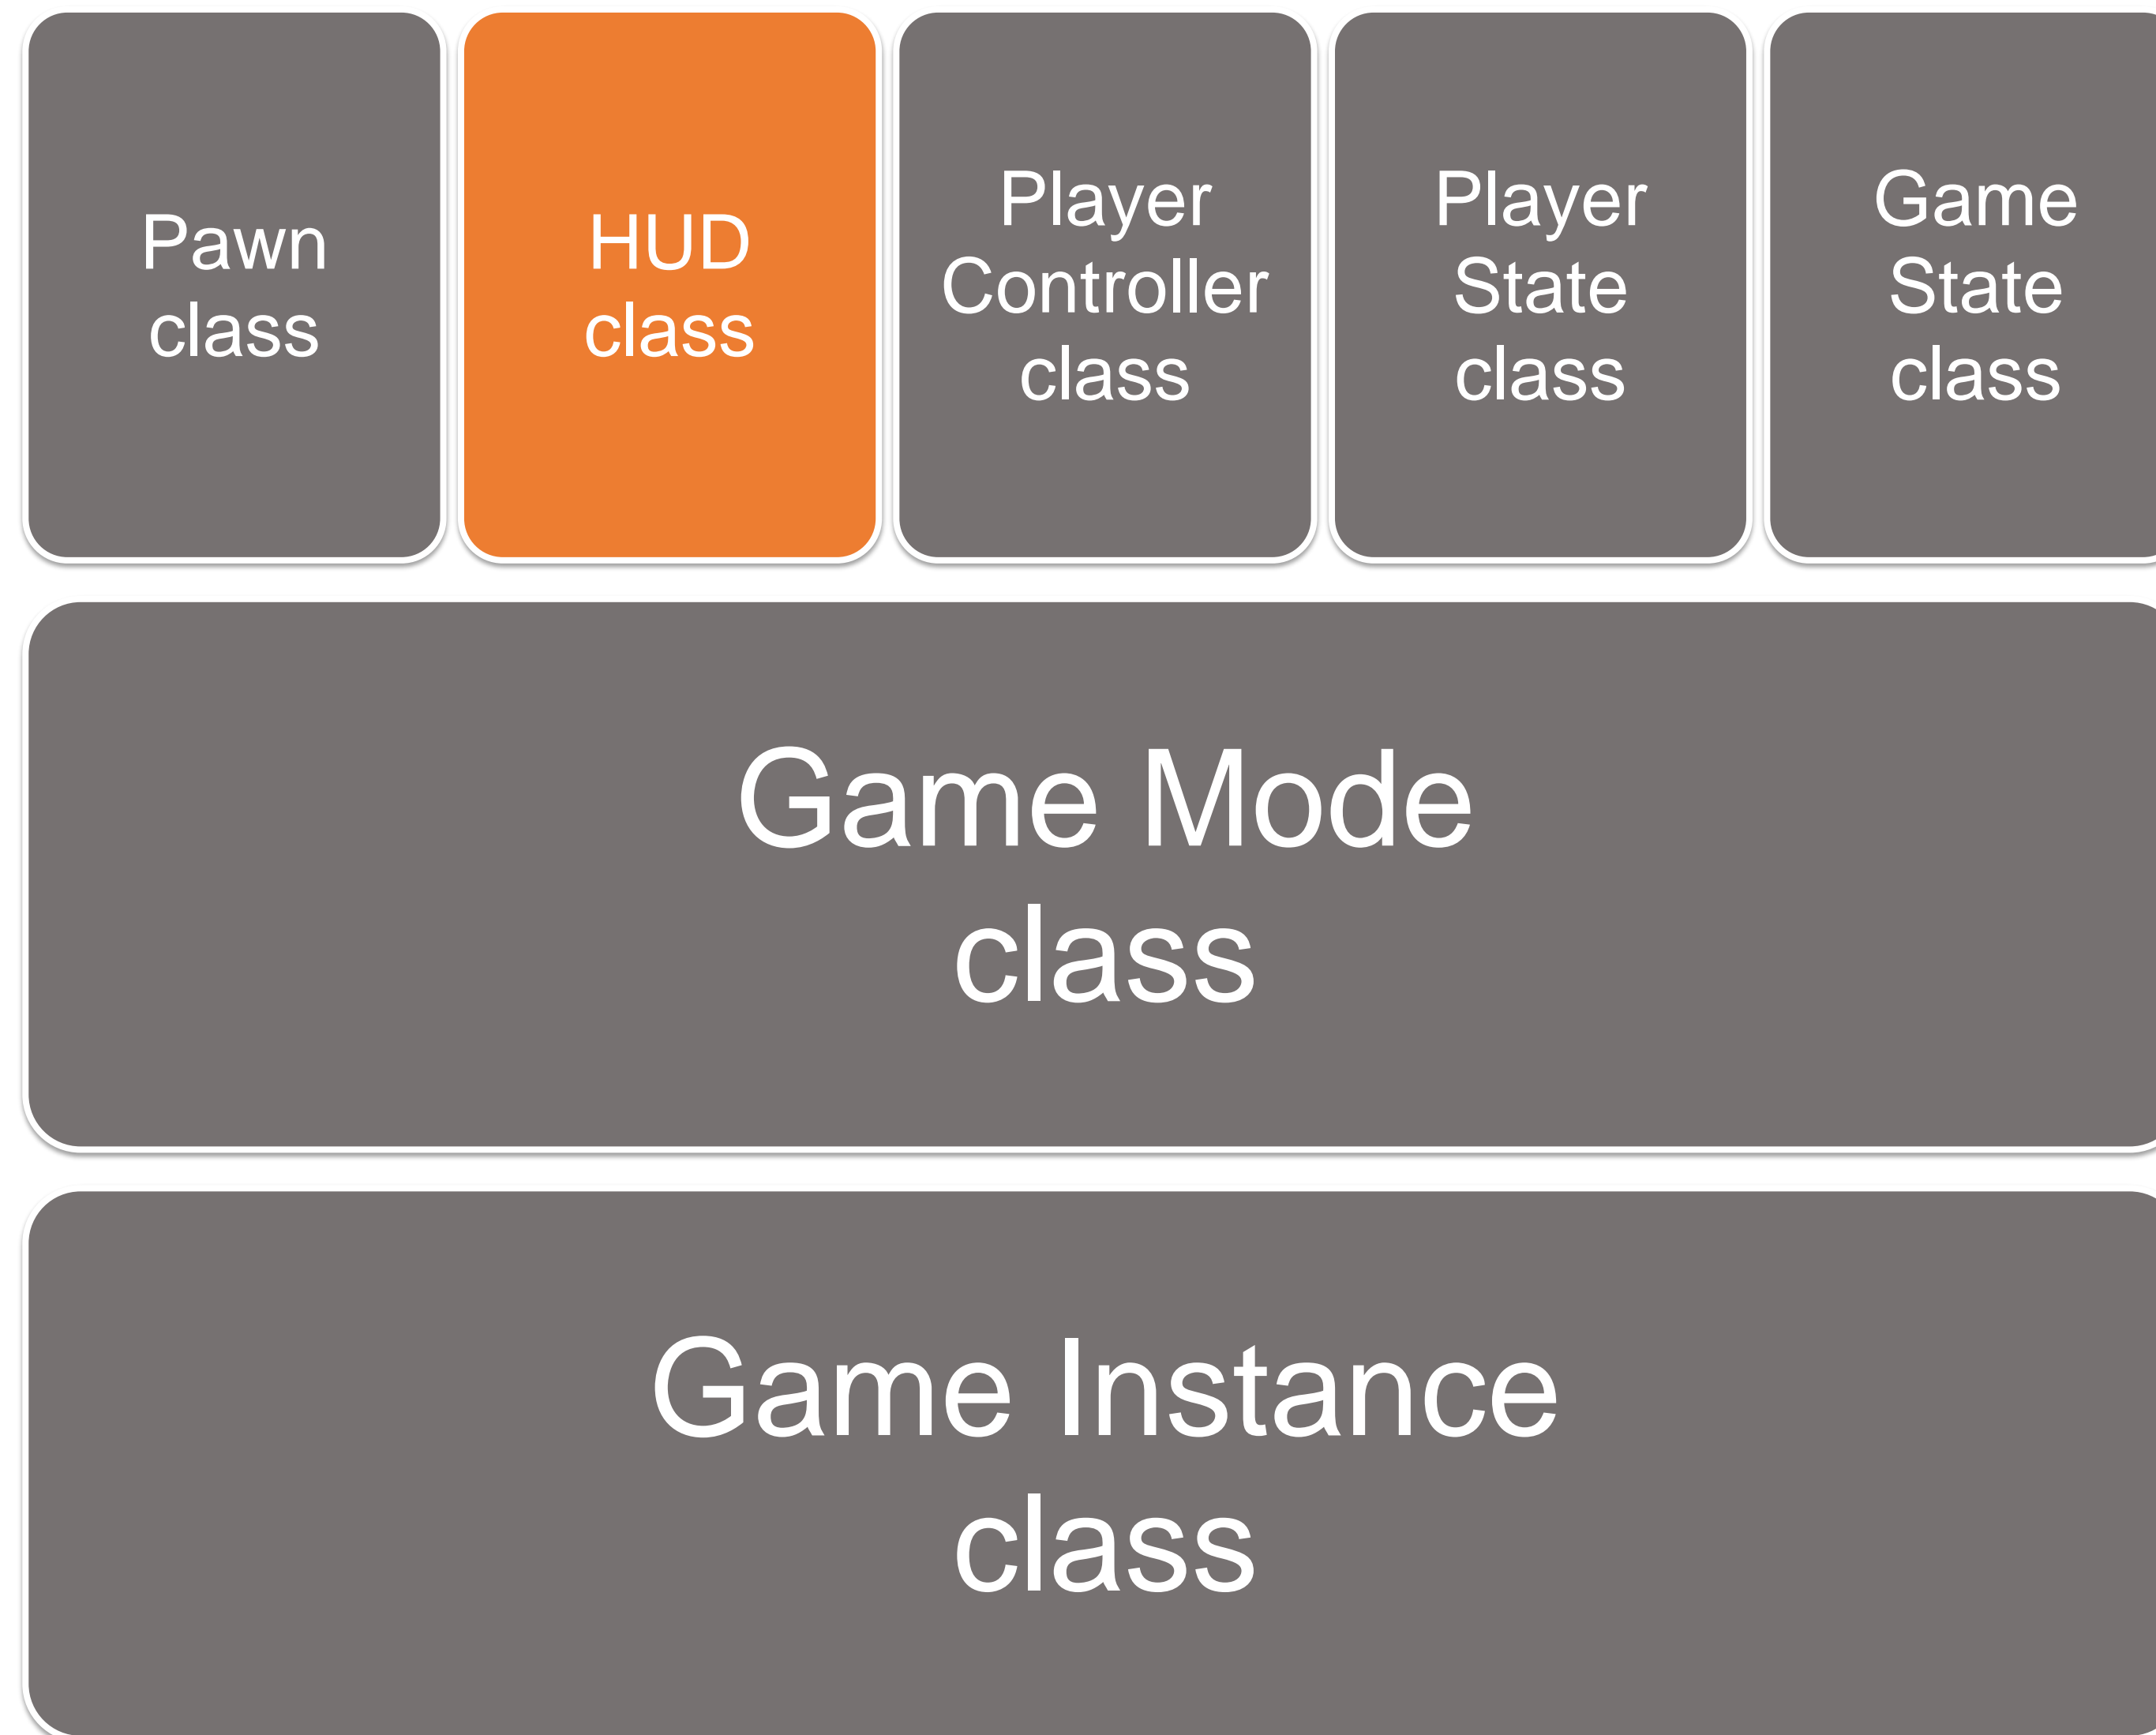 Pawn
class
HUD
class
Player
Controller
class
Player
State
class
Game
State
class
Game Mode
class
Game Instance
class